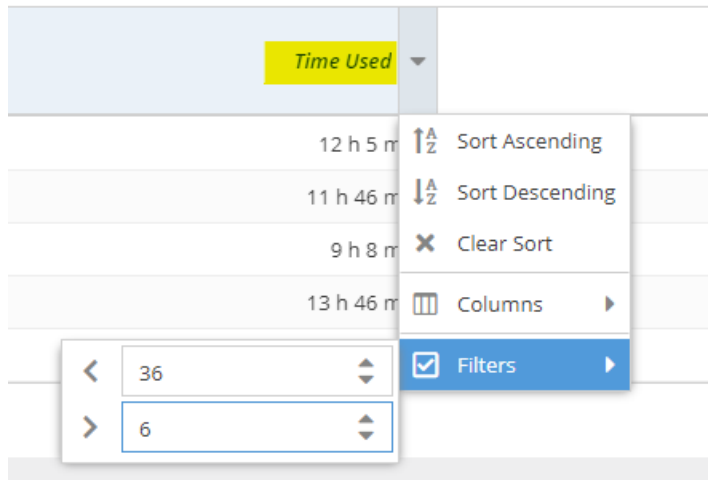 Time Used
12 h 5 m
11 h 46 m
9 h 8 m
13 h 46 m
Sort Ascending
Sort Descending
Clear Sort
Columns
Filters
< 36
> 6